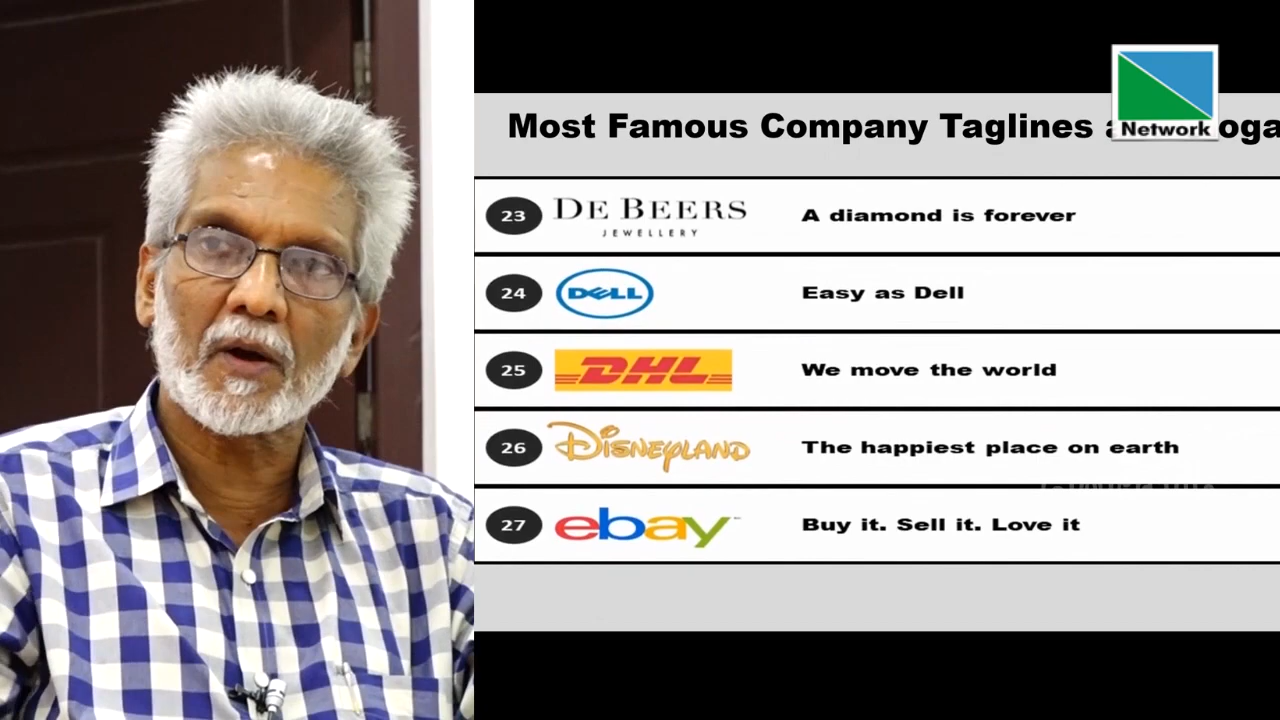 Most Famous Company Taglines
Network
23 DE BEERS A diamond is forever
JEWELLERY
24 DELL Easy as Dell
25 DHL We move the world
26 Disneyland The happiest place on earth
27 ebay Buy it. Sell it. Love it